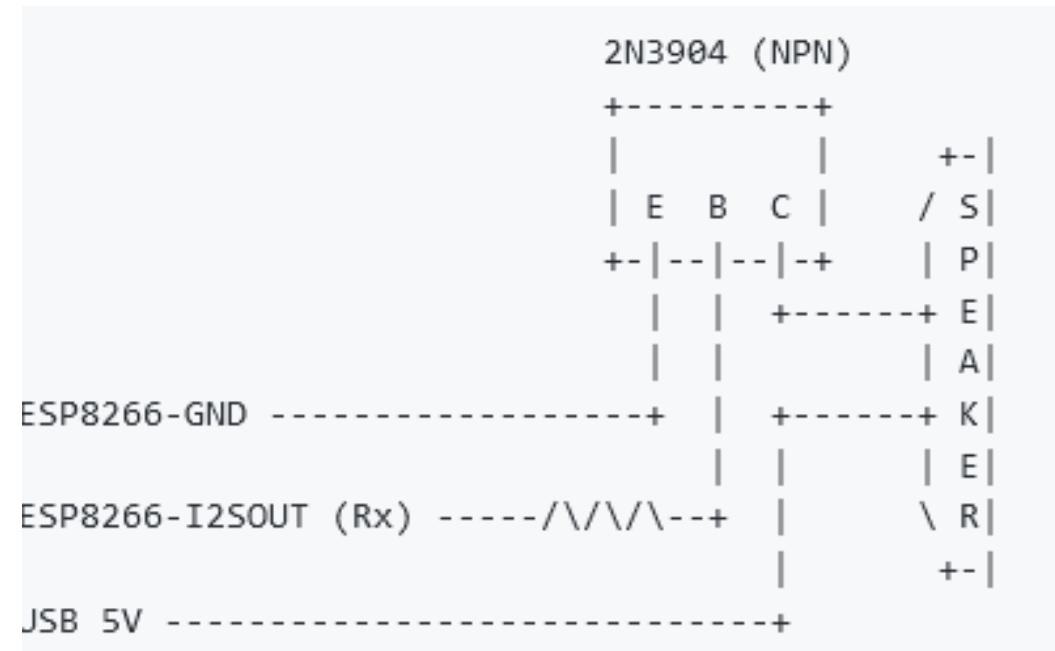 2N3904 (NPN)
+---------+
|         |     +-|
| E  B  C |    / S|
+-|--|--|-+    | P|
|  |  +------+ E|
|  |         | A|
ESP8266-GND ------------------+  |  +------+ K|
|  |      | E|
ESP8266-I2SOUT (Rx) -----/\/\/\--+  |      \ R|
|       +-|
USB 5V -----------------------------+